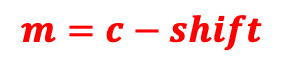 m = c − shift